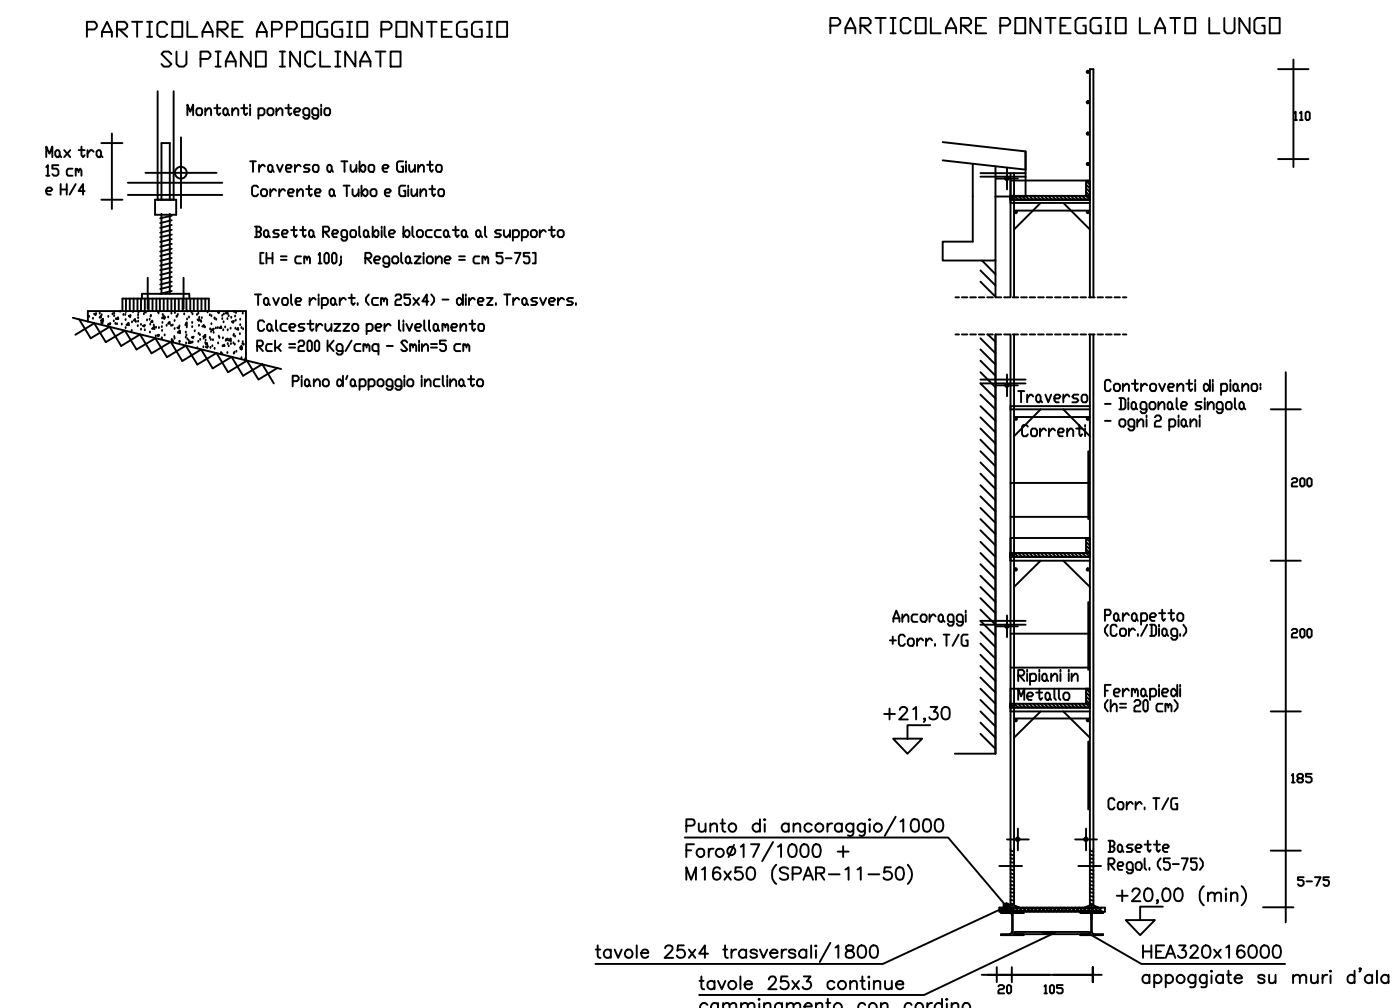 PARTICOLARE APPOGGIO PONTEGGIO
SU PIANO INCLINATO
Montanti ponteggio
Max tra
15 cm
e H/4
Traverso a Tubo e Giunto
Corrente a Tubo e Giunto
Basetta Regolabile bloccata al supporto
[H = cm 100; Regolazione = cm 5-75]
Tavole ripart. (cm 25x4) - direz. Trasvers.
Calcestruzzo per livellamento
Rck =200 Kg/cmq - Smin=5 cm
Piano d'appoggio inclinato
PARTICOLARE PONTEGGIO LATO LUNGO
110
Traverso
Correnti
Controventi di piano:
- Diagonale singola
- ogni 2 piani
200
Ancoraggi
+Corr. T/G
Parapetto
(Cor./Diag.)
200
Ripiani in
Metallo
Fermapiedi
(h= 20 cm)
+21,30
185
Corr. T/G
Punto di ancoraggio/1000
Foroø17/1000 +
M16x50 (SPAR-11-50)
Basette
Regol. (5-75)
5-75
+20,00 (min)
tavole 25x4 trasversali/1800
HEA320x16000
appoggiate su muri d'ala
tavole 25x3 continue
camminamento con cordino
20
105